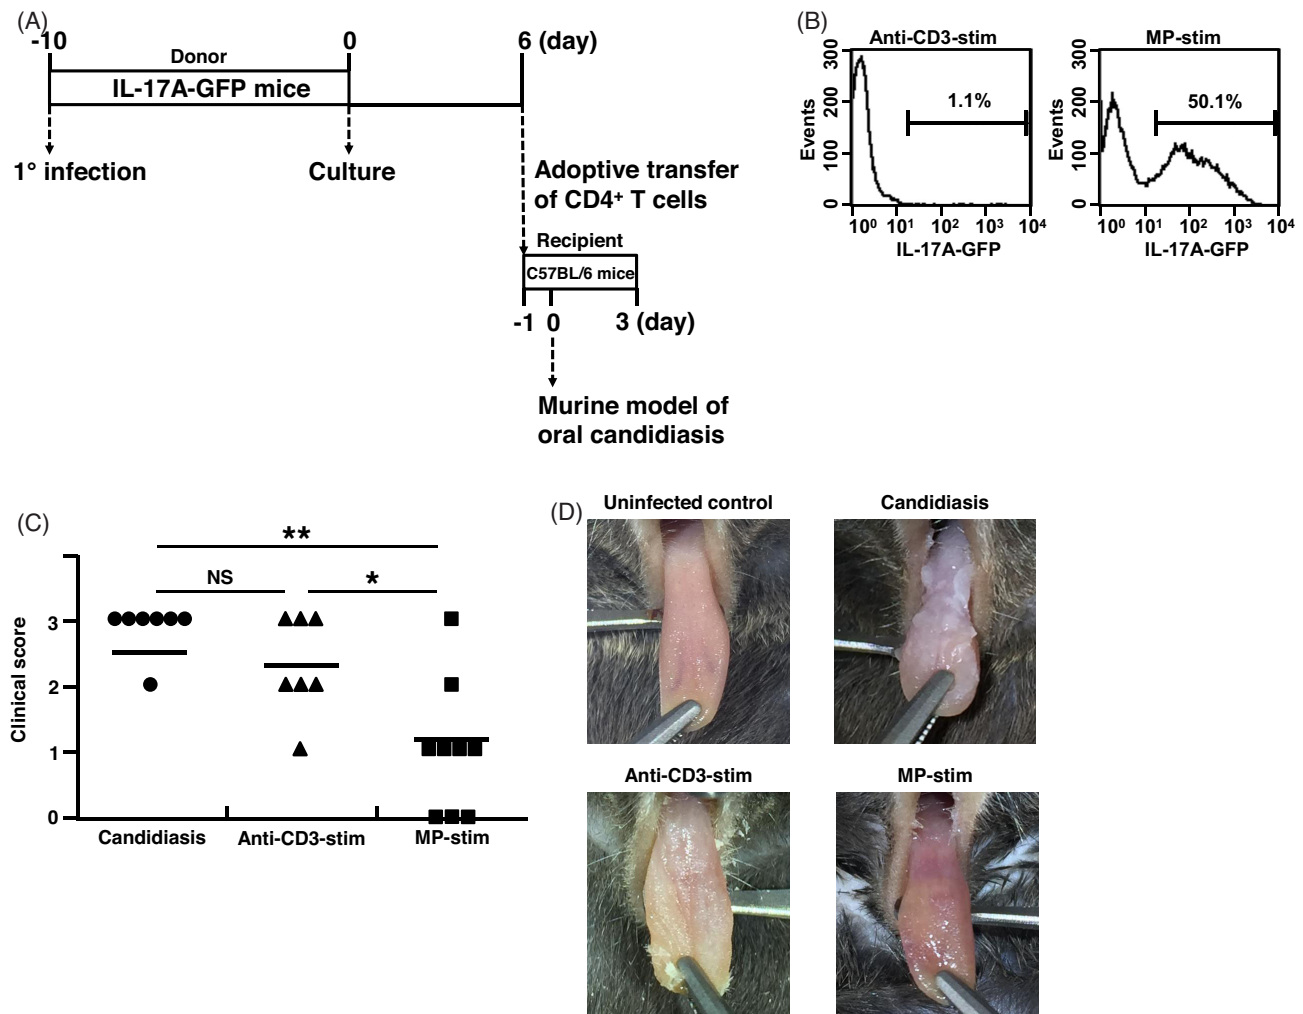 (A)
-10
0
6 (day)
Donor
IL-17A-GFP mice
1° infection
Culture
Adoptive transfer
of CD4⁺ T cells
Recipient
C57BL/6 mice
-1 0 3 (day)
Murine model of
oral candidiasis
(B)
Anti-CD3-stim
300
200
100
0
Events
1.1%
10⁰ 10¹ 10² 10³ 10⁴
IL-17A-GFP
MP-stim
300
200
100
0
Events
50.1%
10⁰ 10¹ 10² 10³ 10⁴
IL-17A-GFP
(C)
**
NS
*
Clinical score
3
2
1
0
Candidiasis
Anti-CD3-stim
MP-stim
(D)
Uninfected control
Candidiasis
Anti-CD3-stim
MP-stim